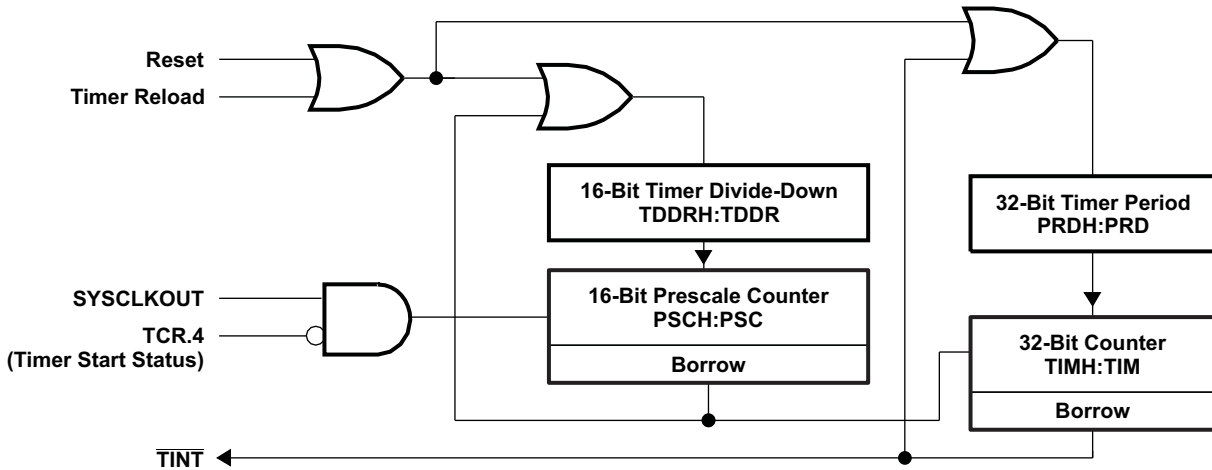 Reset
Timer Reload
16-Bit Timer Divide-Down
TDDRH:TDDR
32-Bit Timer Period
PRDH:PRD
SYSCLKOUT
TCR.4
(Timer Start Status)
16-Bit Prescale Counter
PSCH:PSC
Borrow
32-Bit Counter
TIMH:TIM
Borrow
TINT